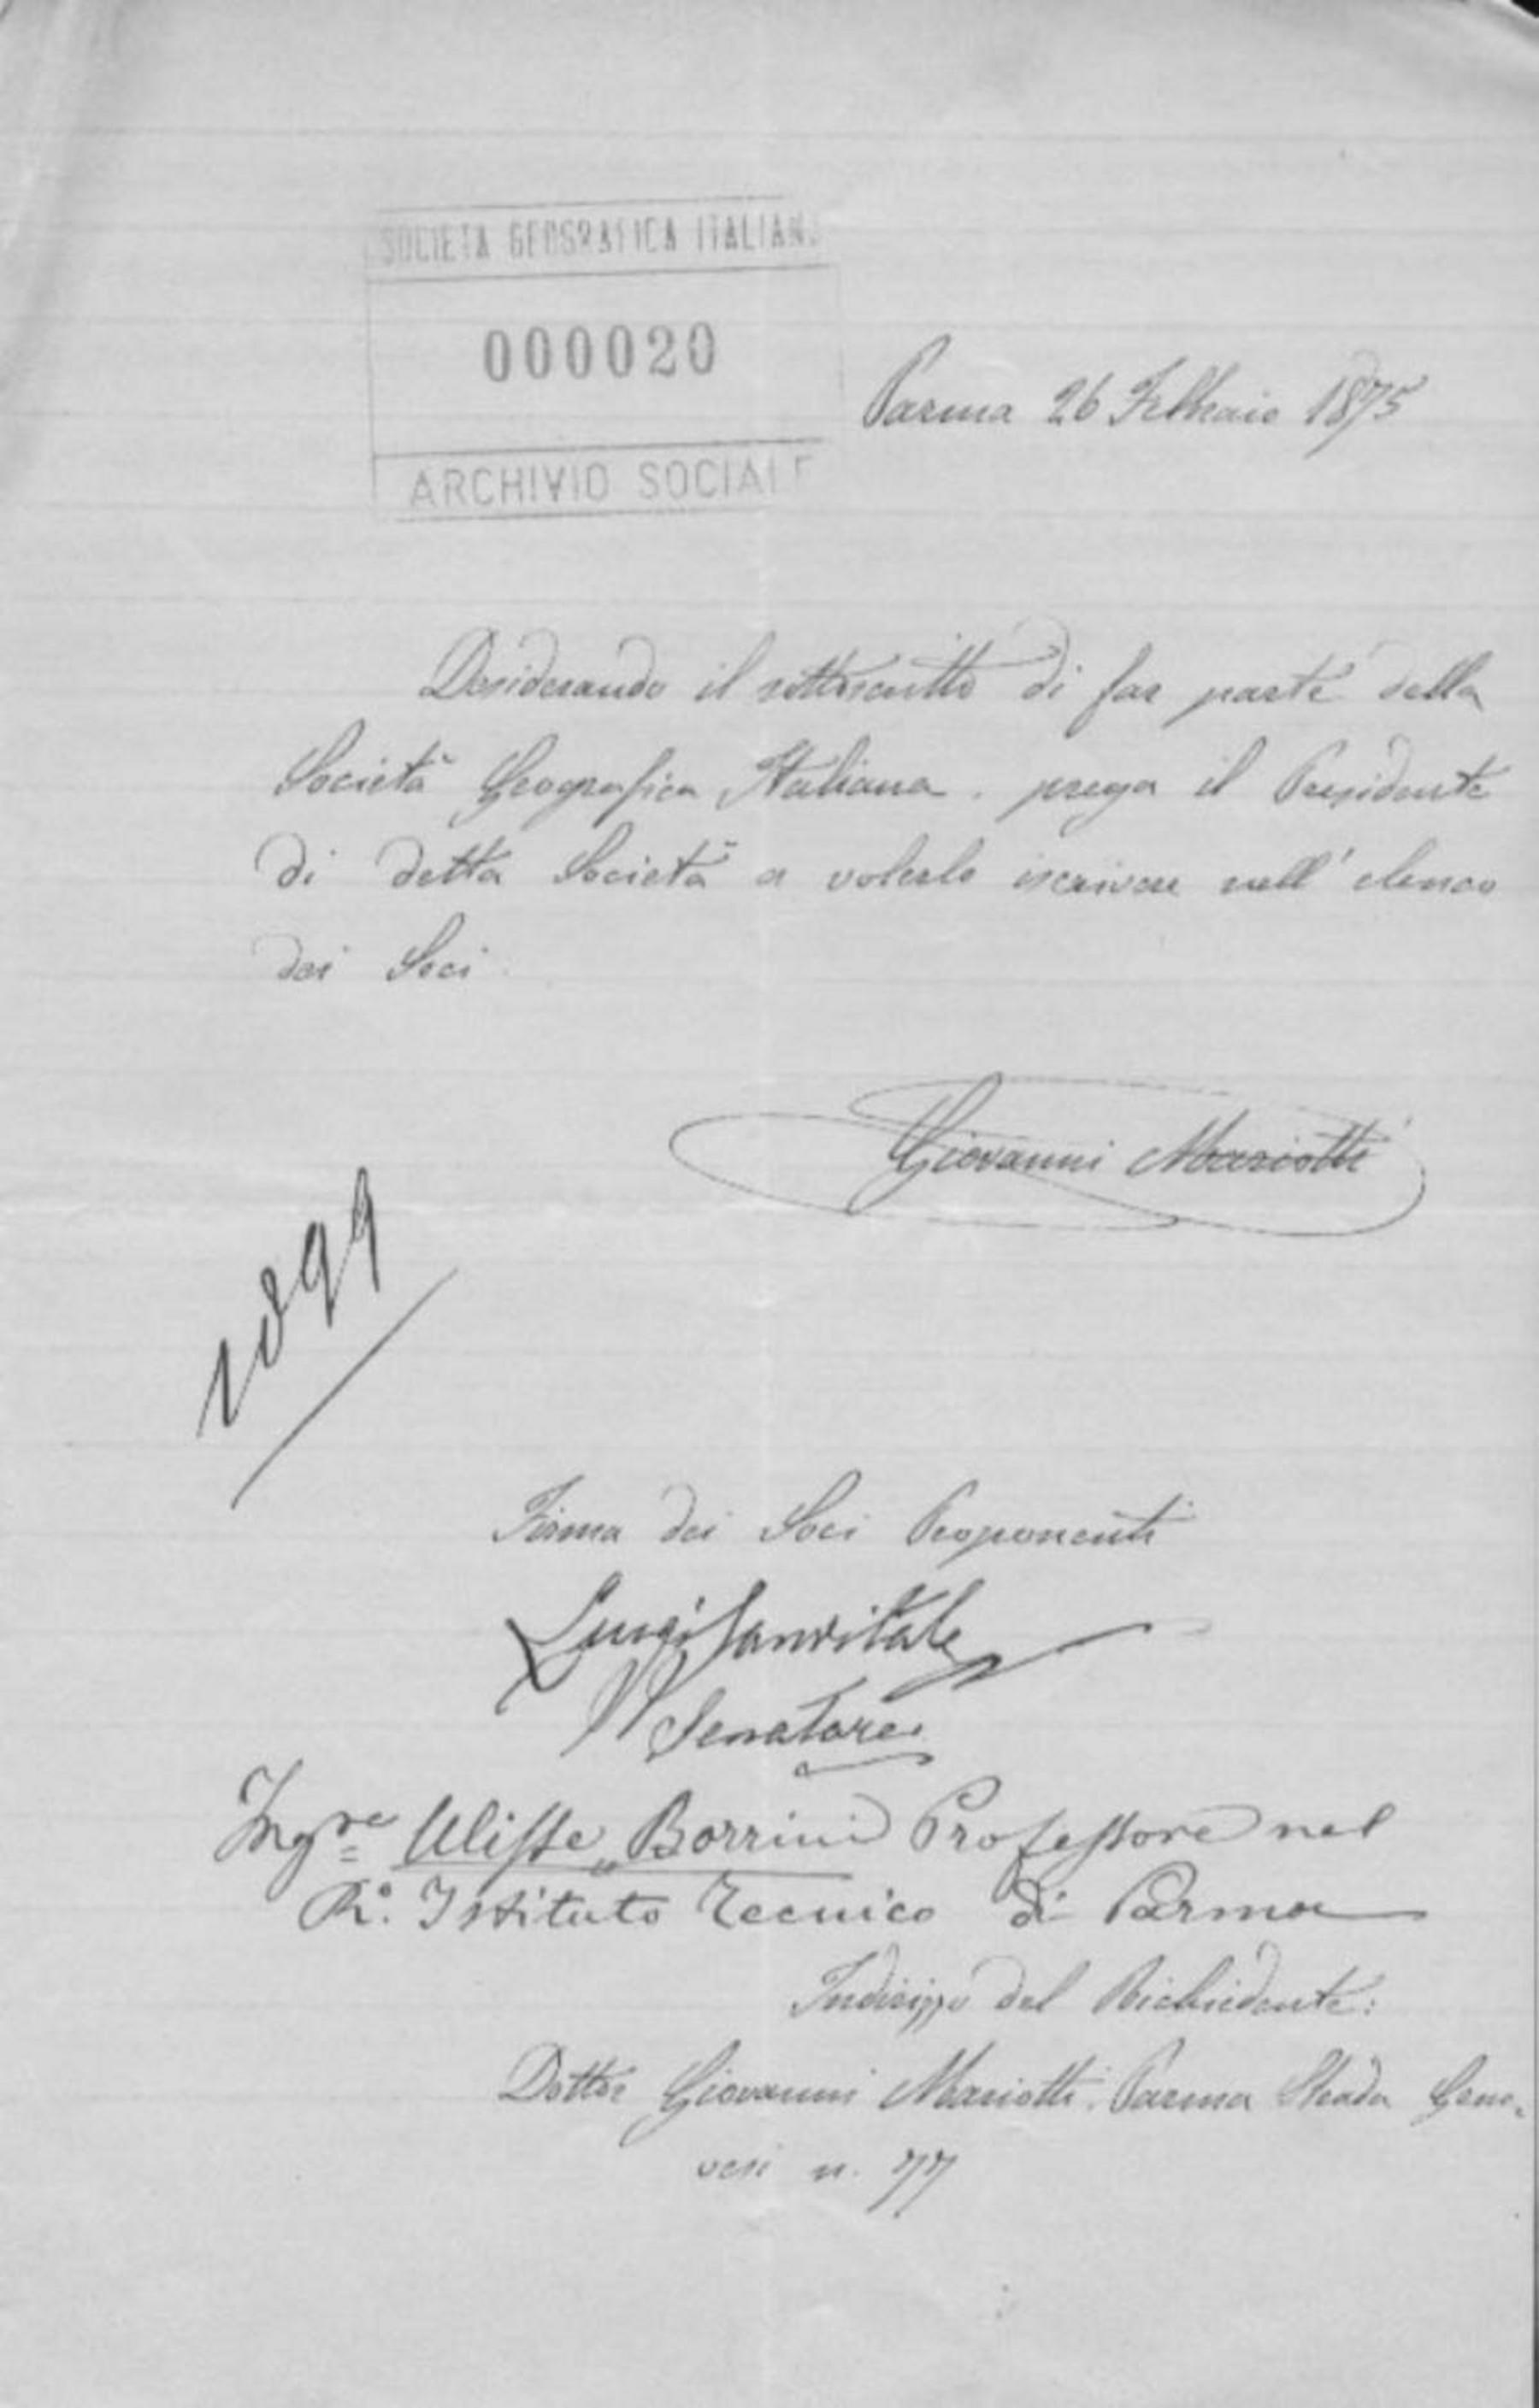 SOCIETA GEOGRAFICA ITALIANA
000020
ARCHIVIO SOCIALE
Parma 26 Febbraio 1875
Desiderando il sottoscritto di far parte della
Società Geografica Italiana. prega il Presidente
di detta Società a volerlo iscrivere nell' elenco
dei Soci.
Giovanni Mariotti
1099
Firma dei Soci Proponenti
Luigi Sanvitale
Senatore
Ingre Ulisse Borrini Professore nel
R.o Istituto Tecnico di Parma
Indirizzo del Richiedente:
Dottor Giovanni Mariotti. Parma Strada Geno-
vesi n. 77